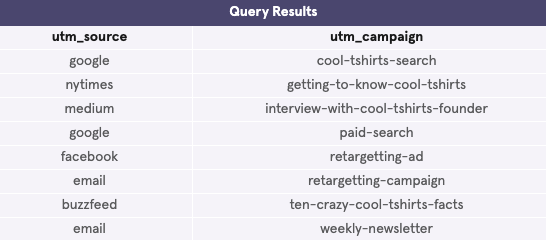 Query Results
utm_source utm_campaign
google cool-tshirts-search
nytimes getting-to-know-cool-tshirts
medium interview-with-cool-tshirts-founder
google paid-search
facebook retargetting-ad
email retargetting-campaign
buzzfeed ten-crazy-cool-tshirts-facts
email weekly-newsletter